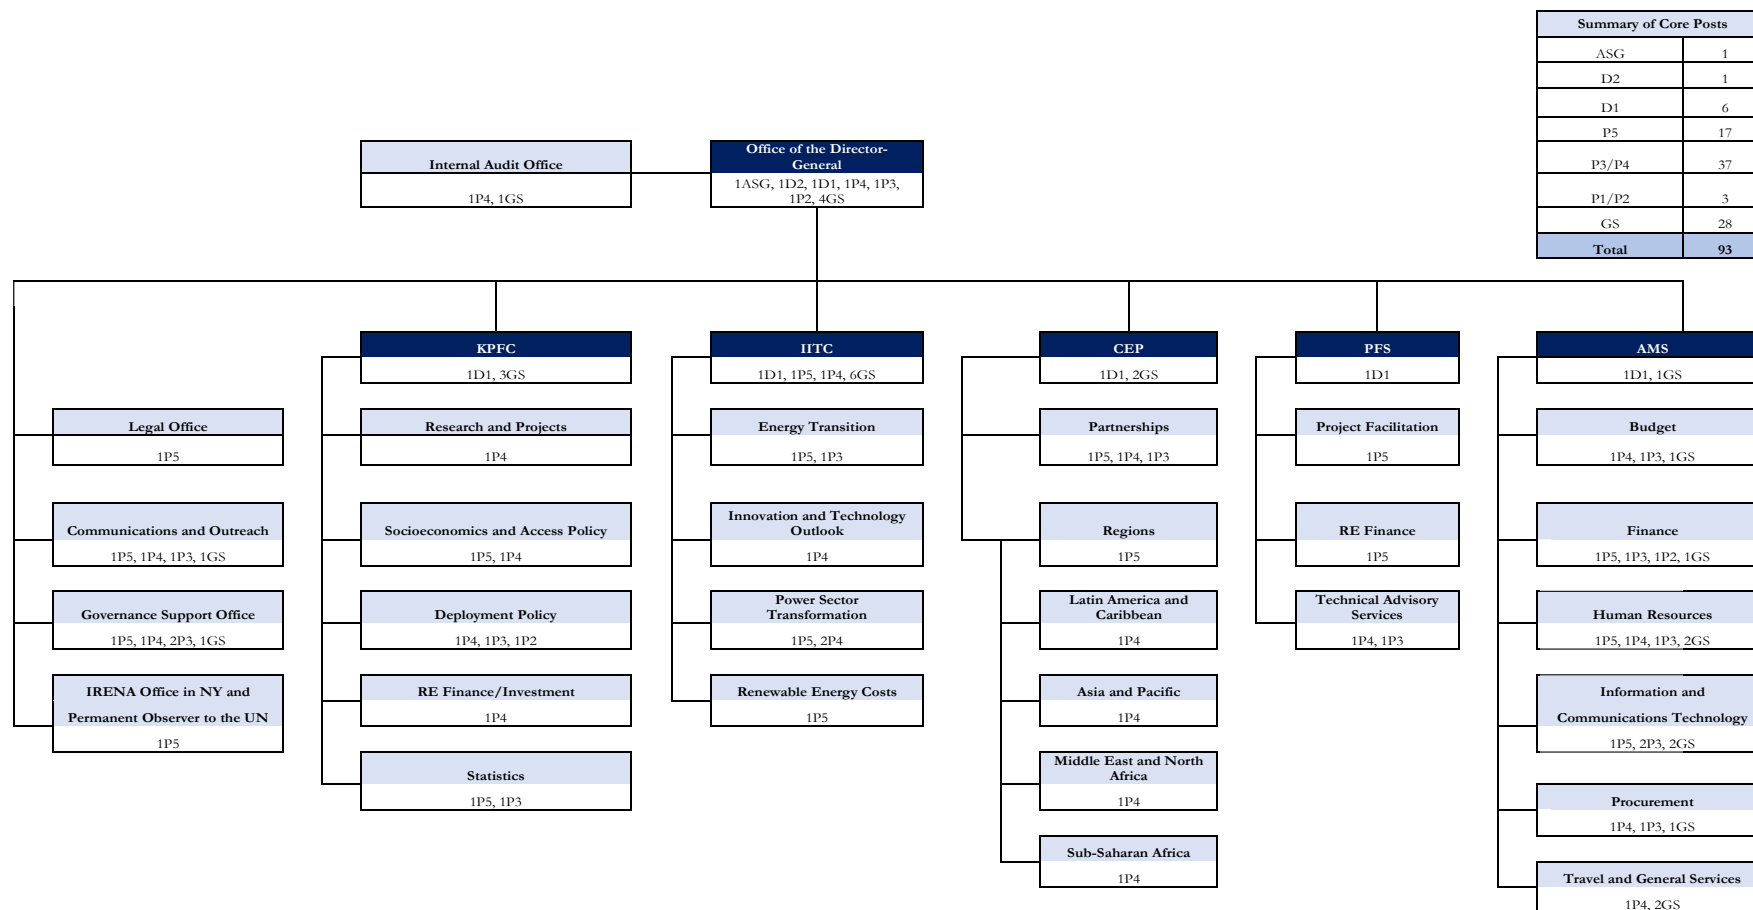 Summary of Core Posts
ASG 1
D2 1
D1 6
P5 17
P3/P4 37
P1/P2 3
GS 28
Total 93
Internal Audit Office
1P4, 1GS
Office of the Director-
General
1ASG, 1D2, 1D1, 1P4, 1P3,
1P2, 4GS
Legal Office
1P5
Communications and Outreach
1P5, 1P4, 1P3, 1GS
Governance Support Office
1P5, 1P4, 2P3, 1GS
IRENA Office in NY and
Permanent Observer to the UN
1P5
KPFC
1D1, 3GS
Research and Projects
1P4
Socioeconomics and Access Policy
1P5, 1P4
Deployment Policy
1P4, 1P3, 1P2
RE Finance/Investment
1P4
Statistics
1P5, 1P3
IITC
1D1, 1P5, 1P4, 6GS
Energy Transition
1P5, 1P3
Innovation and Technology
Outlook
1P4
Power Sector
Transformation
1P5, 2P4
Renewable Energy Costs
1P5
CEP
1D1, 2GS
Partnerships
1P5, 1P4, 1P3
Regions
1P5
Latin America and
Caribbean
1P4
Asia and Pacific
1P4
Middle East and North
Africa
1P4
Sub-Saharan Africa
1P4
PFS
1D1
Project Facilitation
1P5
RE Finance
1P5
Technical Advisory
Services
1P4, 1P3
AMS
1D1, 1GS
Budget
1P4, 1P3, 1GS
Finance
1P5, 1P3, 1P2, 1GS
Human Resources
1P5, 1P4, 1P3, 2GS
Information and
Communications Technology
1P5, 2P3, 2GS
Procurement
1P4, 1P3, 1GS
Travel and General Services
1P4, 2GS